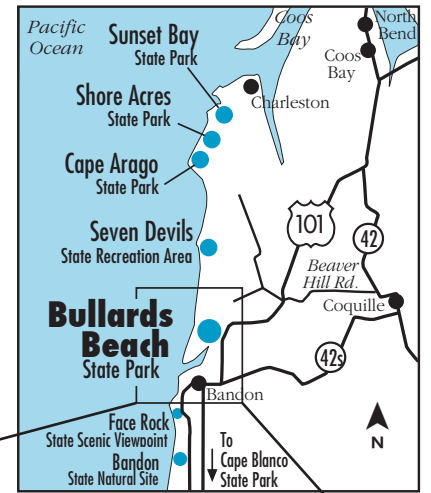 Pacific
Ocean
Coos
Bay
North
Bend
Coos
Bay
Sunset Bay
State Park
Charleston
Shore Acres
State Park
Cape Arago
State Park
Seven Devils
State Recreation Area
101
42
Beaver
Hill Rd.
Coquille
Bullards
Beach
State Park
42s
Bandon
Face Rock
State Scenic Viewpoint
Bandon
State Natural Site
To
Cape Blanco
State Park
N